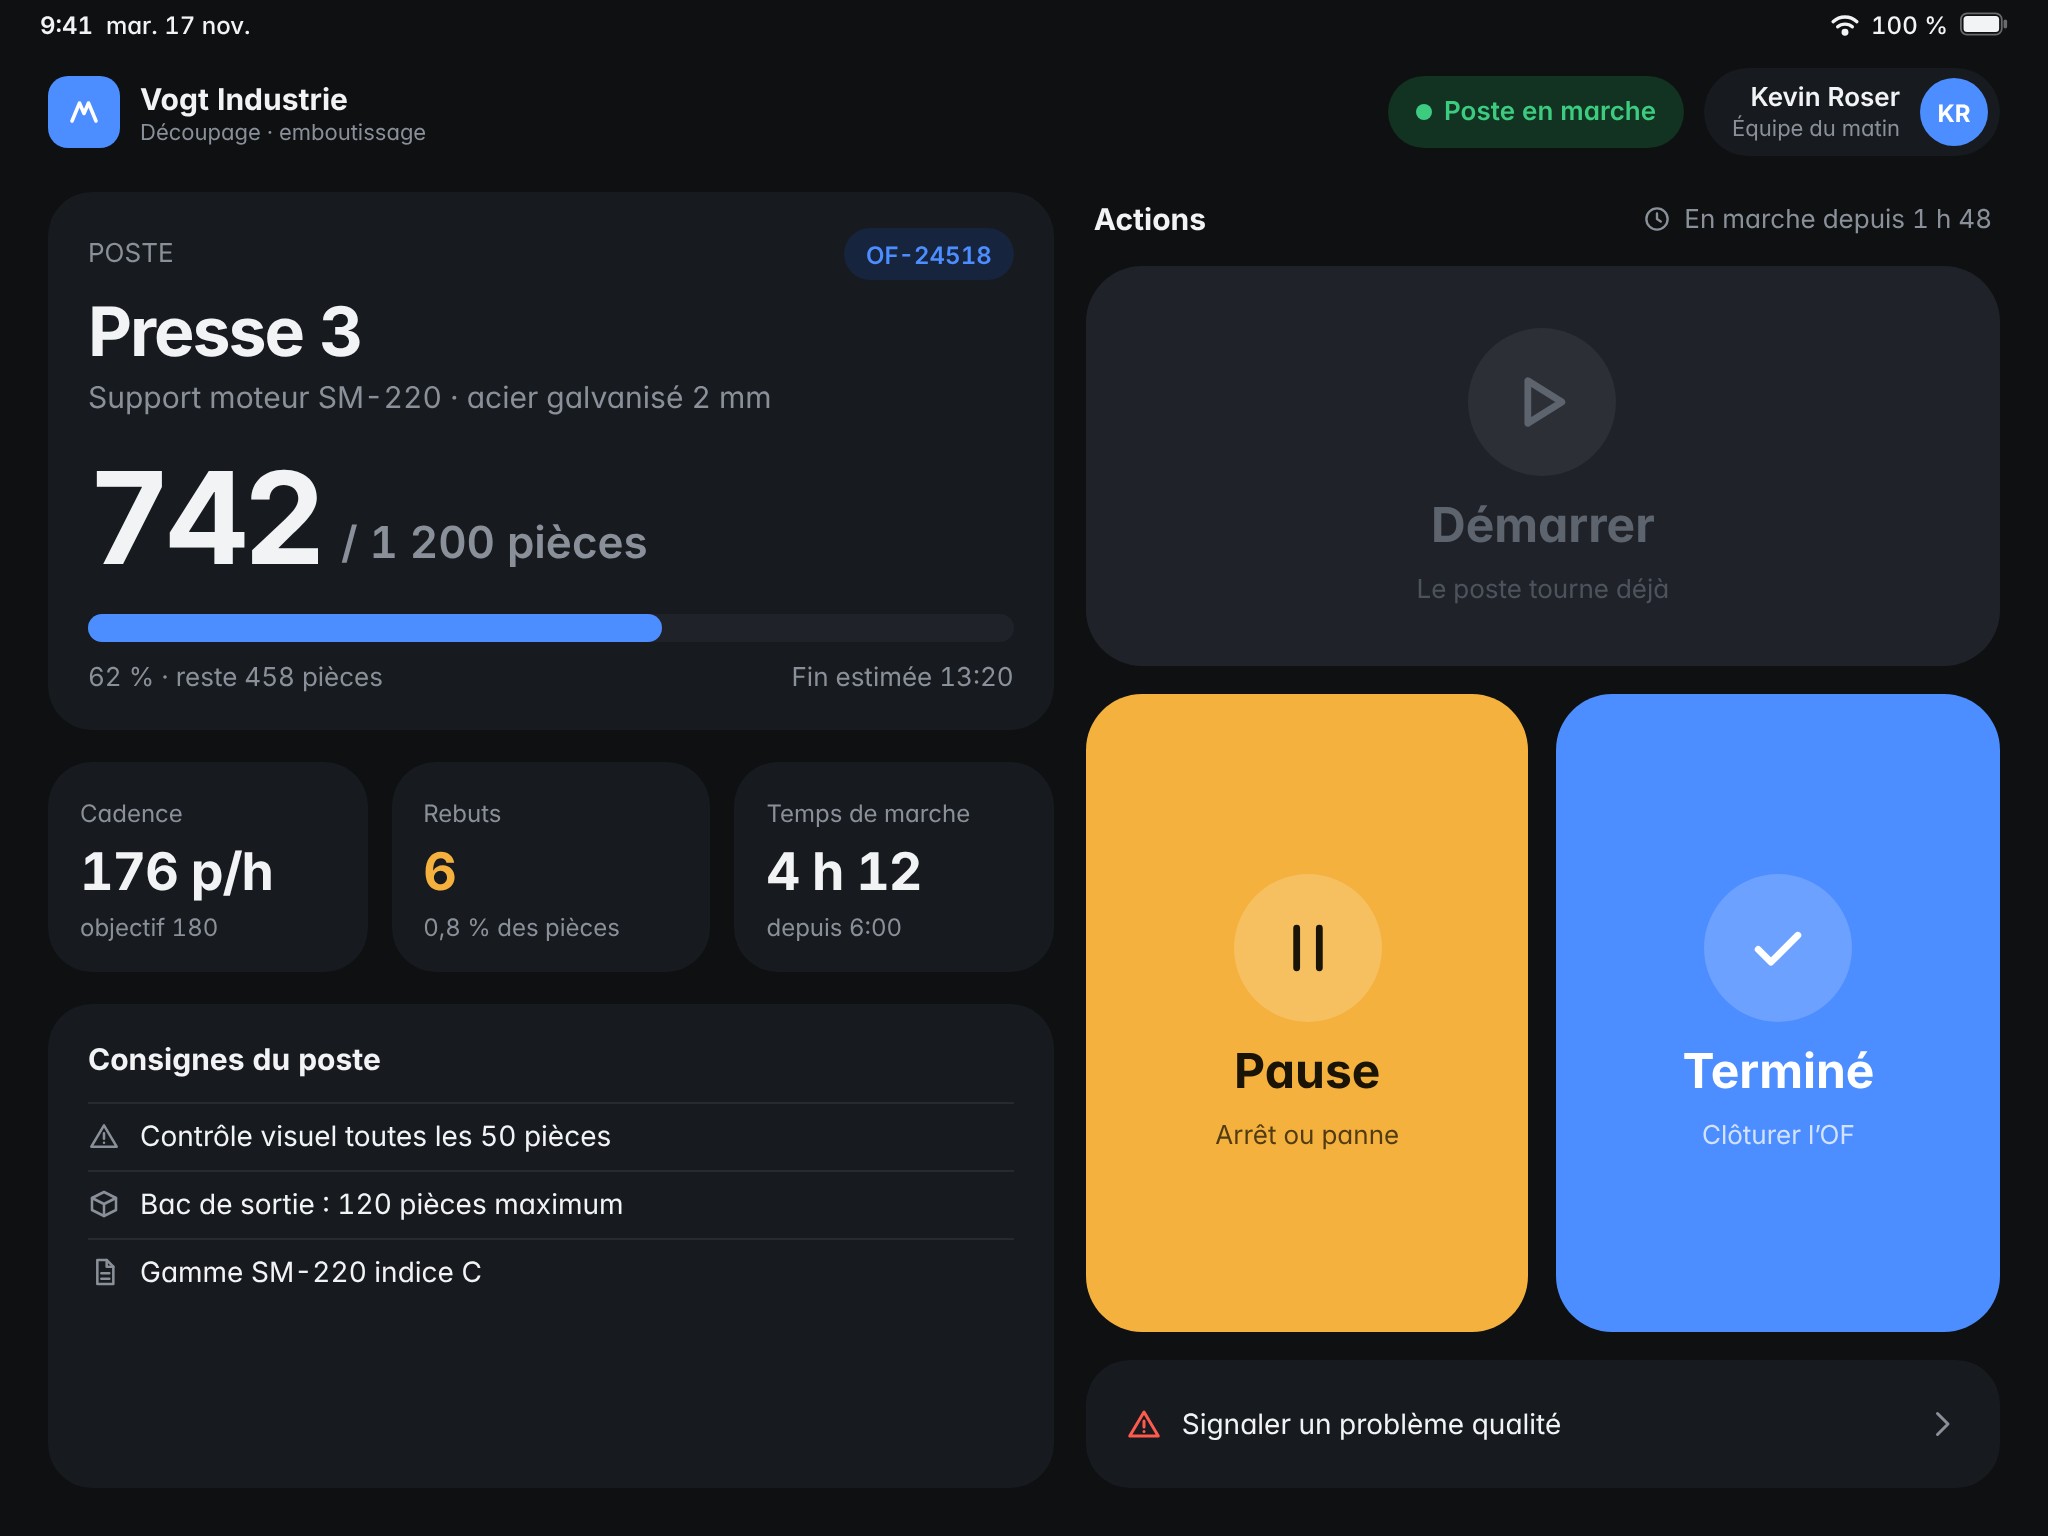 9:41 mar. 17 nov.
100 %
Vogt Industrie
Découpage · emboutissage
Poste en marche
Kevin Roser
Équipe du matin
KR
POSTE
OF-24518
Presse 3
Support moteur SM-220 · acier galvanisé 2 mm
742 / 1 200 pièces
62 % · reste 458 pièces
Fin estimée 13:20
Cadence
176 p/h
objectif 180
Rebuts
6
0,8 % des pièces
Temps de marche
4 h 12
depuis 6:00
Consignes du poste
Contrôle visuel toutes les 50 pièces
Bac de sortie : 120 pièces maximum
Gamme SM-220 indice C
Actions
En marche depuis 1 h 48
Démarrer
Le poste tourne déjà
Pause
Arrêt ou panne
Terminé
Clôturer l’OF
Signaler un problème qualité